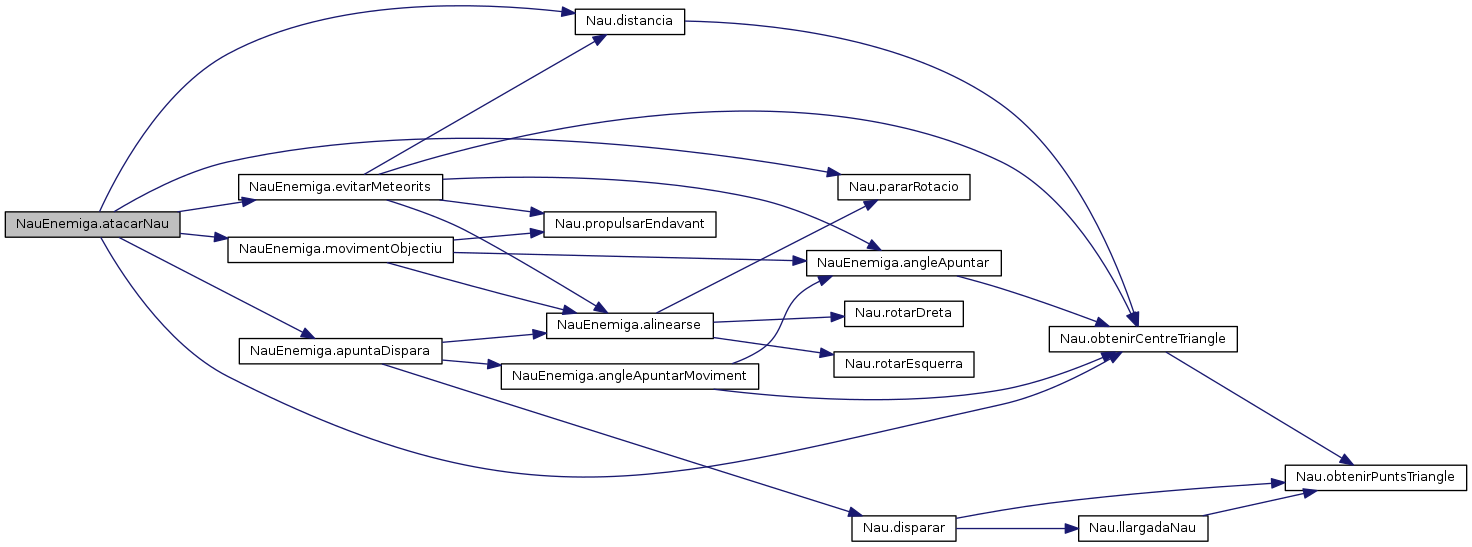 Nau.distancia
NauEnemiga.evitarMeteorits
Nau.pararRotacio
NauEnemiga.atacarNau
Nau.propulsarEndavant
NauEnemiga.movimentObjectiu
NauEnemiga.angleApuntar
Nau.rotarDreta
NauEnemiga.alinearse
Nau.obtenirCentreTriangle
NauEnemiga.apuntaDispara
Nau.rotarEsquerra
NauEnemiga.angleApuntarMoviment
Nau.obtenirPuntsTriangle
Nau.disparar
Nau.llargadaNau